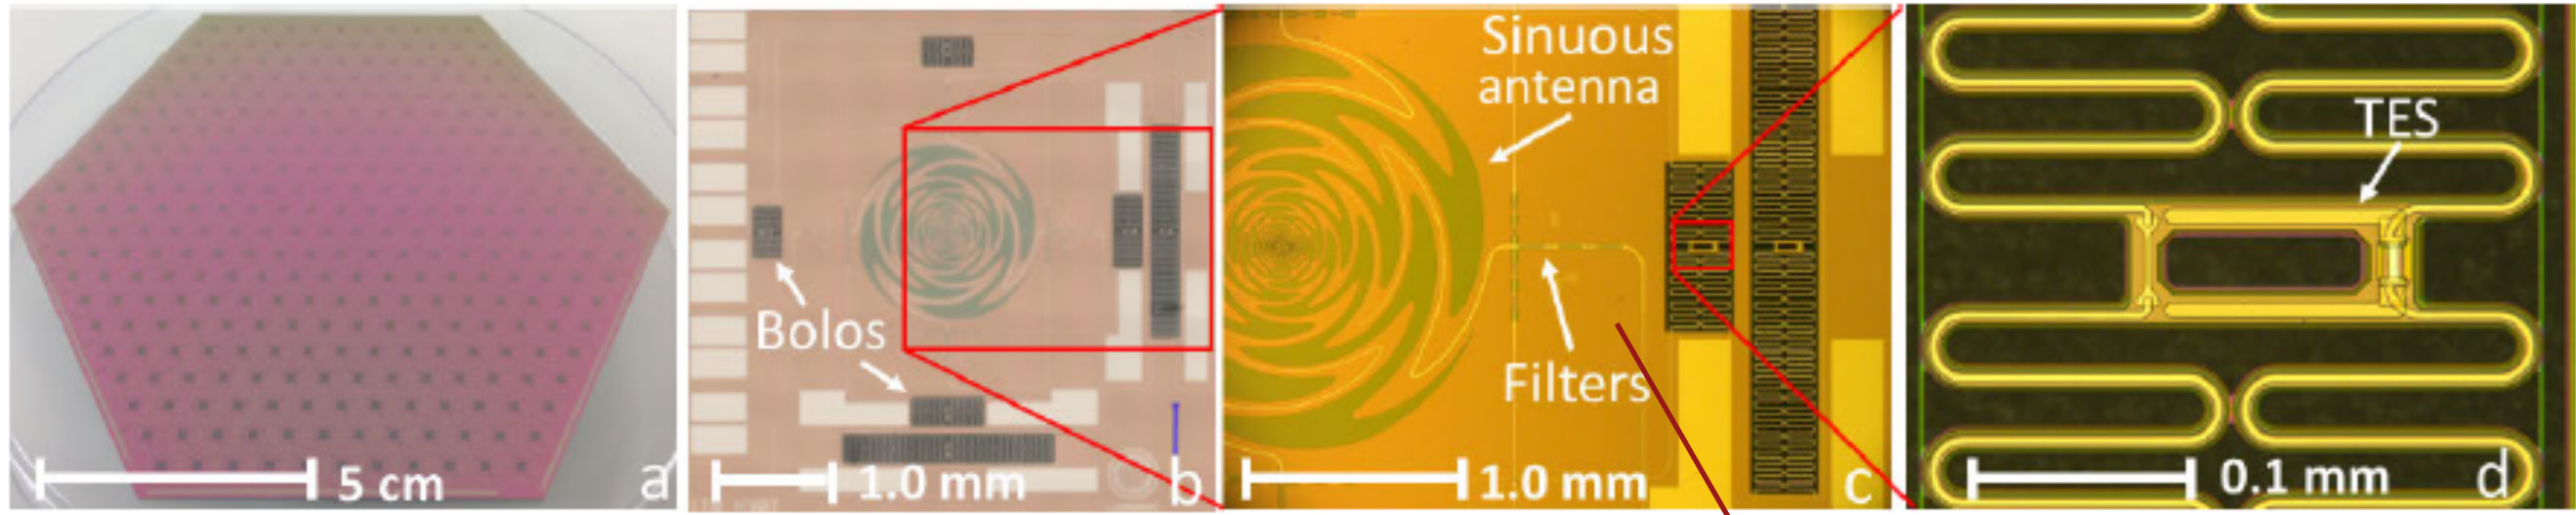 5 cm
a
Bolos
1.0 mm
b
Sinuous
antenna
Filters
1.0 mm
c
TES
0.1 mm
d